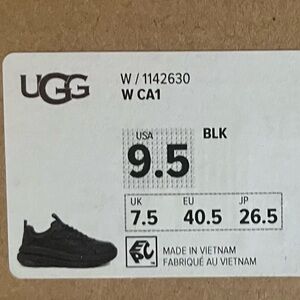 UGG
W / 1142630
W CA1
USA
BLK
9.5
UK EU JP
7.5 40.5 26.5
MADE IN VIETNAM
FABRIQUÉ AU VIETNAM